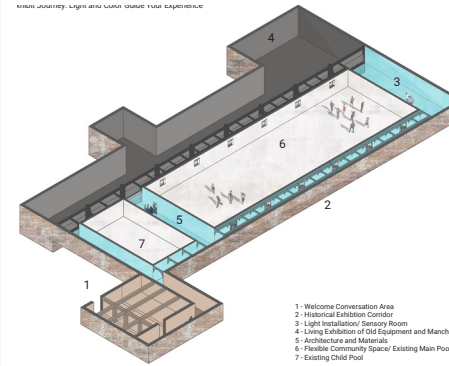 xhibit Journey: Light and Color Guide Your Experience
4
3
6
2
5
7
1
1 - Welcome Conversation Area
2 - Historical Exhibtion Corridor
3 - Light Installation/ Sensory Room
4 - Living Exhibition of Old Equipment and Manch
5 - Architecture and Materials
6 - Flexible Community Space/ Existing Main Poo
7 - Existing Child Pool